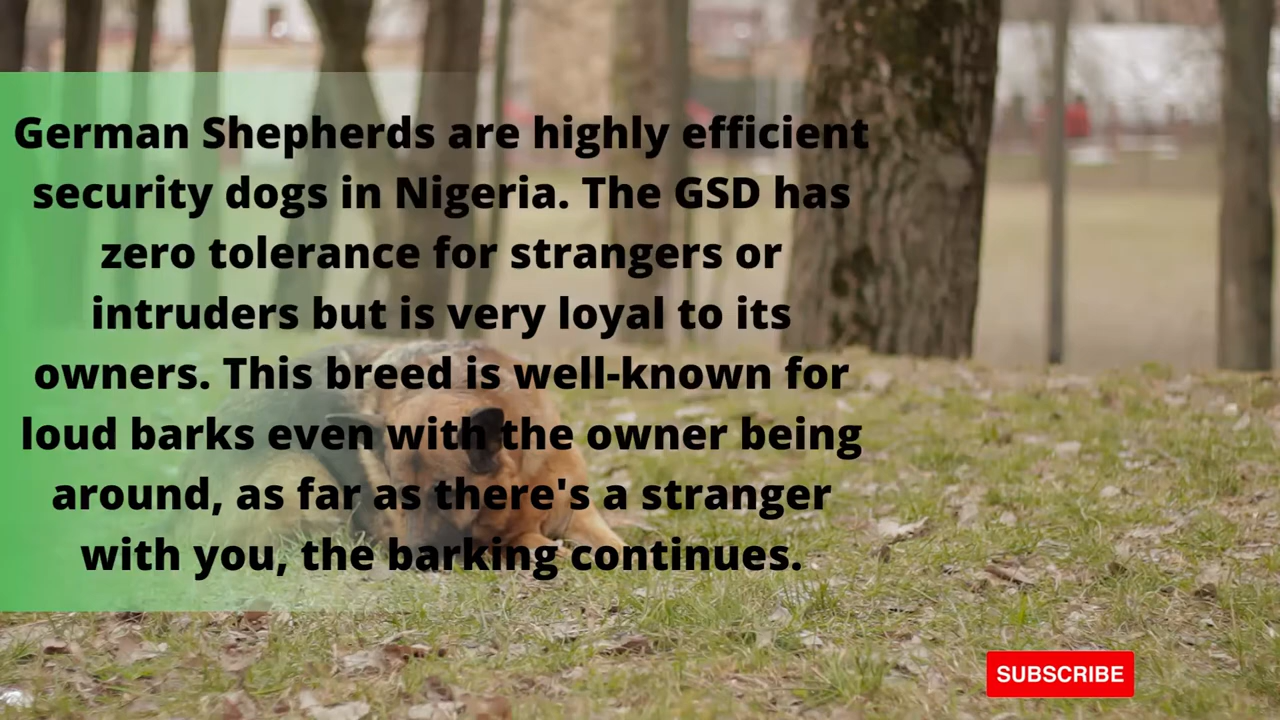 German Shepherds are highly efficient
security dogs in Nigeria. The GSD has
zero tolerance for strangers or
intruders but is very loyal to its
owners. This breed is well-known for
loud barks even with the owner being
around, as far as there's a stranger
with you, the barking continues.
SUBSCRIBE